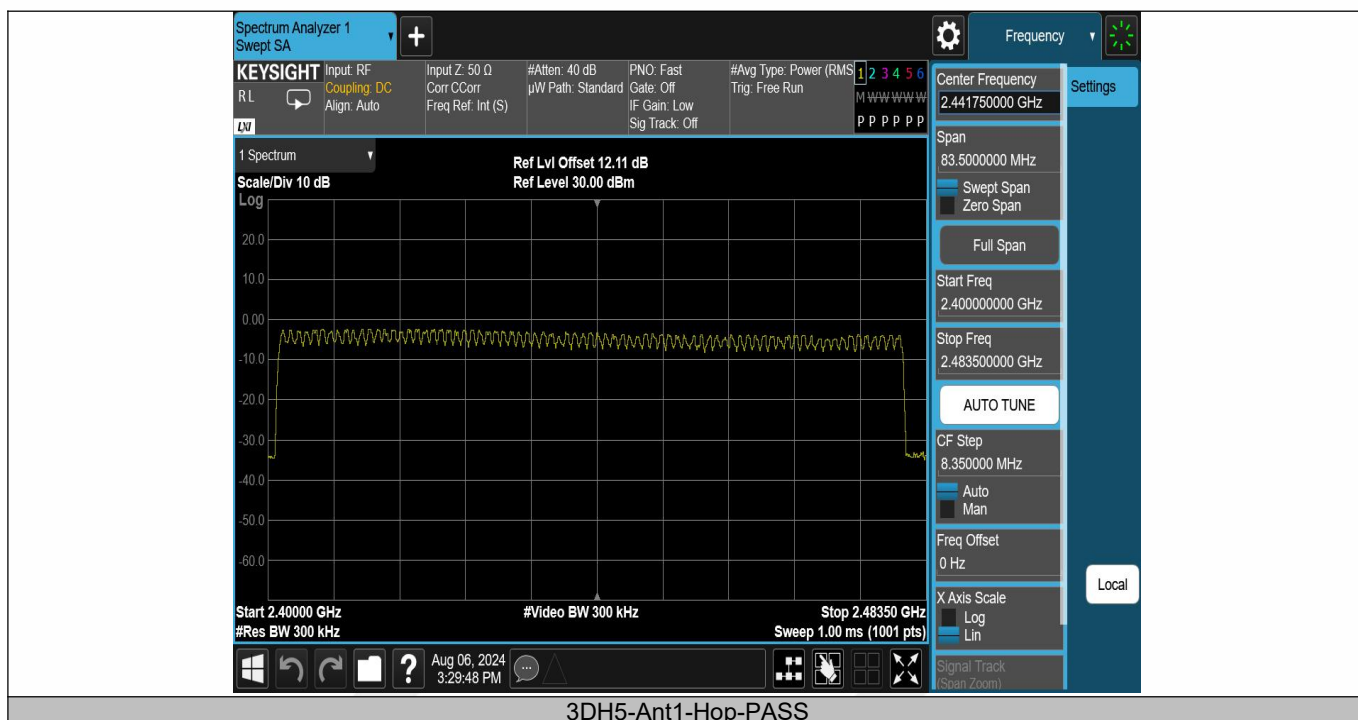 Spectrum Analyzer 1
Swept SA
Frequency
KEYSIGHT
RL
LXI
Input: RF
Coupling: DC
Align: Auto
Input Z: 50 Ω
Corr CCorr
Freq Ref: Int (S)
#Atten: 40 dB
µW Path: Standard
PNO: Fast
Gate: Off
IF Gain: Low
Sig Track: Off
#Avg Type: Power (RMS
Trig: Free Run
1 2 3 4 5 6
M W W W W W
P P P P P P
1 Spectrum
Scale/Div 10 dB
Log
Ref Lvl Offset 12.11 dB
Ref Level 30.00 dBm
20.0
10.0
0.00
-10.0
-20.0
-30.0
-40.0
-50.0
-60.0
Start 2.40000 GHz
#Res BW 300 kHz
#Video BW 300 kHz
Stop 2.48350 GHz
Sweep 1.00 ms (1001 pts)
Aug 06, 2024
3:29:48 PM
Center Frequency
2.441750000 GHz
Settings
Span
83.5000000 MHz
Swept Span
Zero Span
Full Span
Start Freq
2.400000000 GHz
Stop Freq
2.483500000 GHz
AUTO TUNE
CF Step
8.350000 MHz
Auto
Man
Freq Offset
0 Hz
Local
X Axis Scale
Log
Lin
Signal Track
(Span Zoom)
3DH5-Ant1-Hop-PASS